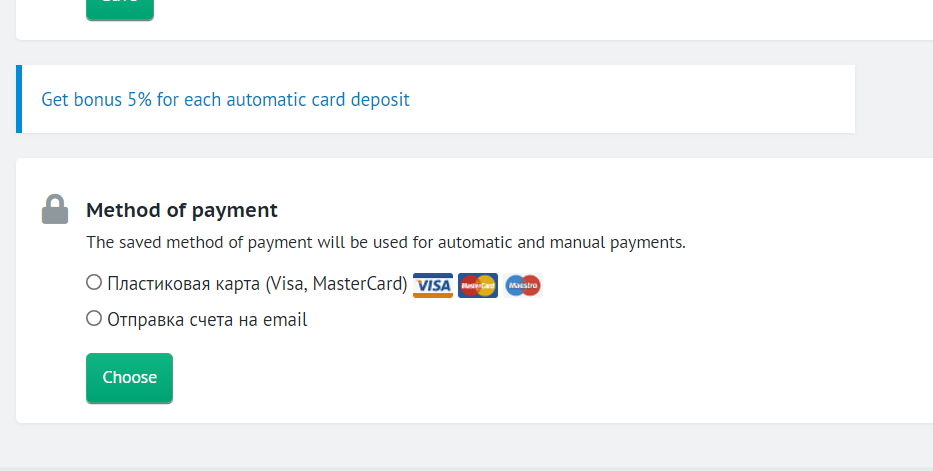 Save
Get bonus 5% for each automatic card deposit
Method of payment
The saved method of payment will be used for automatic and manual payments.
Пластиковая карта (Visa, MasterCard) VISA MasterCard Maestro
Отправка счета на email
Choose